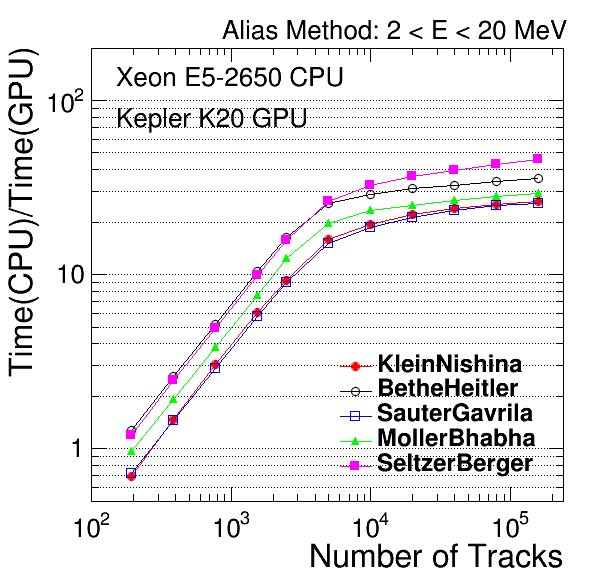 Alias Method: 2 < E < 20 MeV
Xeon E5-2650 CPU
Kepler K20 GPU
Time(CPU)/Time(GPU)
10²
10
1
KleinNishina
BetheHeitler
SauterGavrila
MollerBhabha
SeltzerBerger
10² 10³ 10⁴ 10⁵
Number of Tracks